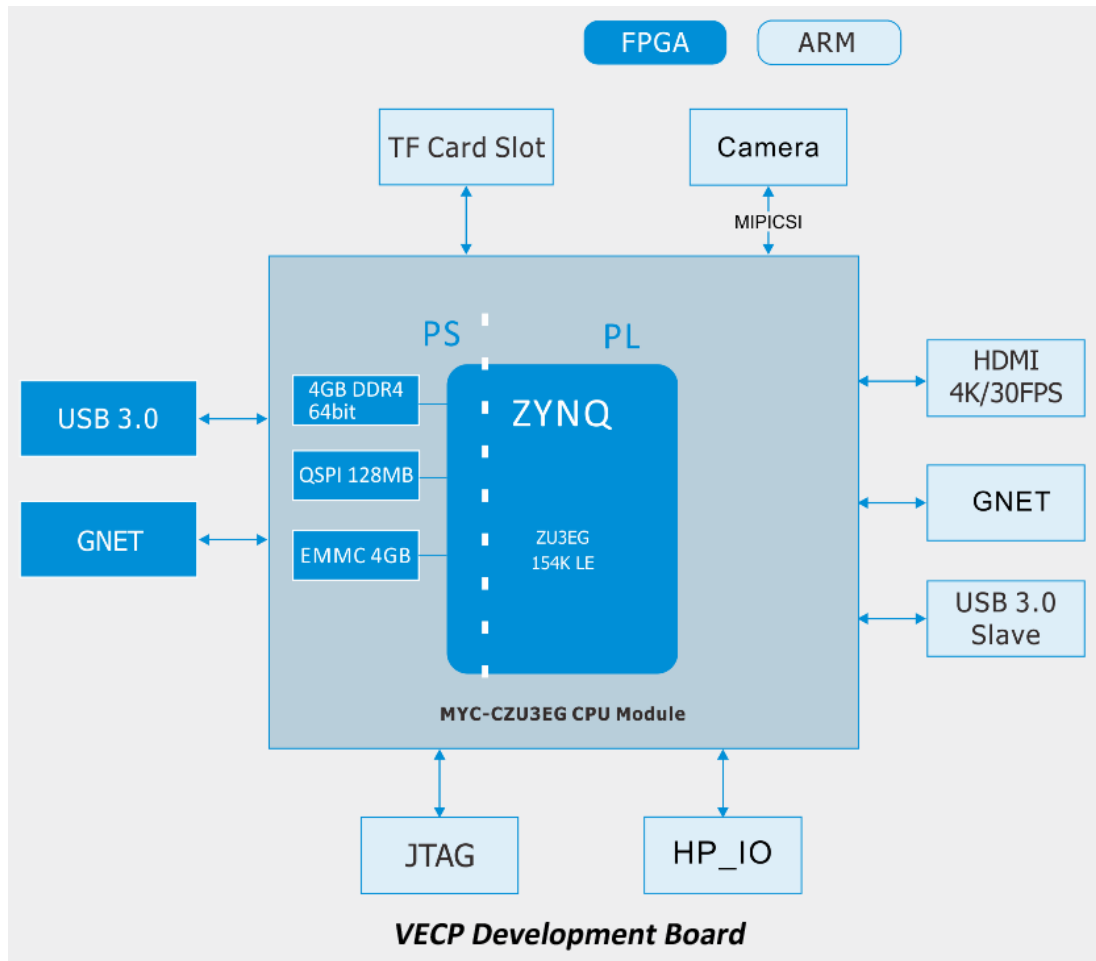 FPGA
ARM
TF Card Slot
Camera
MIPICSI
PS
PL
HDMI
4K/30FPS
4GB DDR4
64bit
USB 3.0
ZYNQ
QSPI 128MB
GNET
GNET
EMMC 4GB
ZU3EG
154K LE
USB 3.0
Slave
MYC-CZU3EG CPU Module
JTAG
HP_IO
VECP Development Board